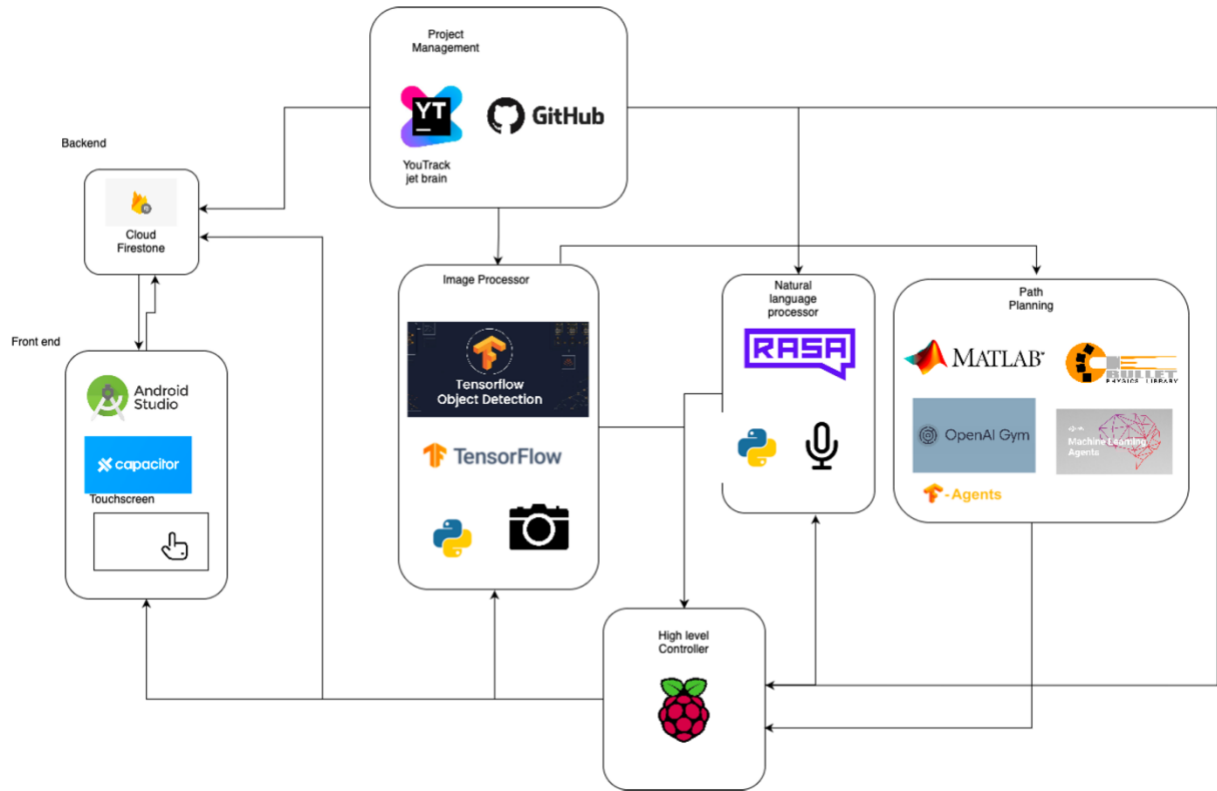 Project
Management
YT
GitHub
YouTrack
jet brain
Backend
Cloud
Firestone
Image Processor
Natural
language
processor
Path
Planning
Front end
Android
Studio
capacitor
Touchscreen
Tensorflow
Object Detection
TensorFlow
RASA
MATLAB
BULLET
PHYSICS LIBRARY
OpenAI Gym
Machine Learning
Agents
-Agents
High level
Controller